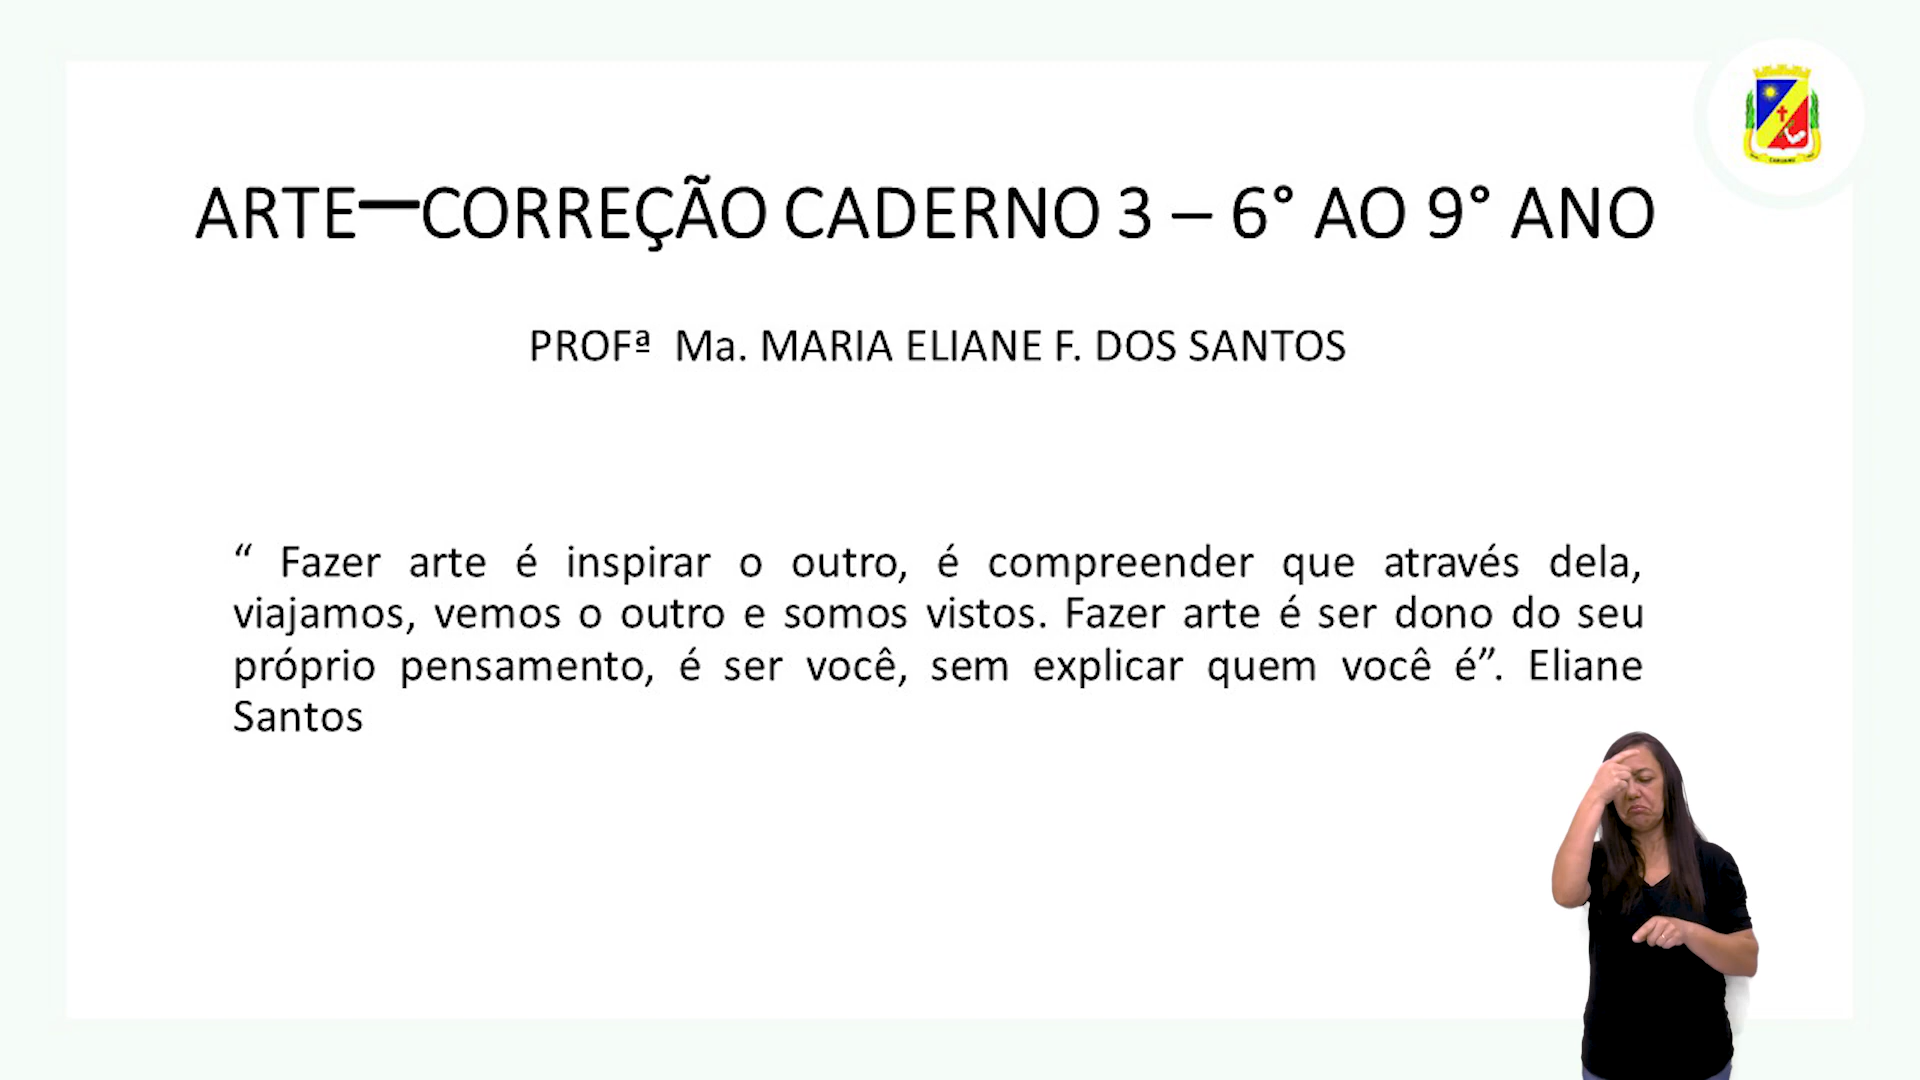 ARTE—CORREÇÃO CADERNO 3 – 6° AO 9° ANO
PROFª Ma. MARIA ELIANE F. DOS SANTOS
“ Fazer arte é inspirar o outro, é compreender que através dela,
viajamos, vemos o outro e somos vistos. Fazer arte é ser dono do seu
próprio pensamento, é ser você, sem explicar quem você é”. Eliane
Santos